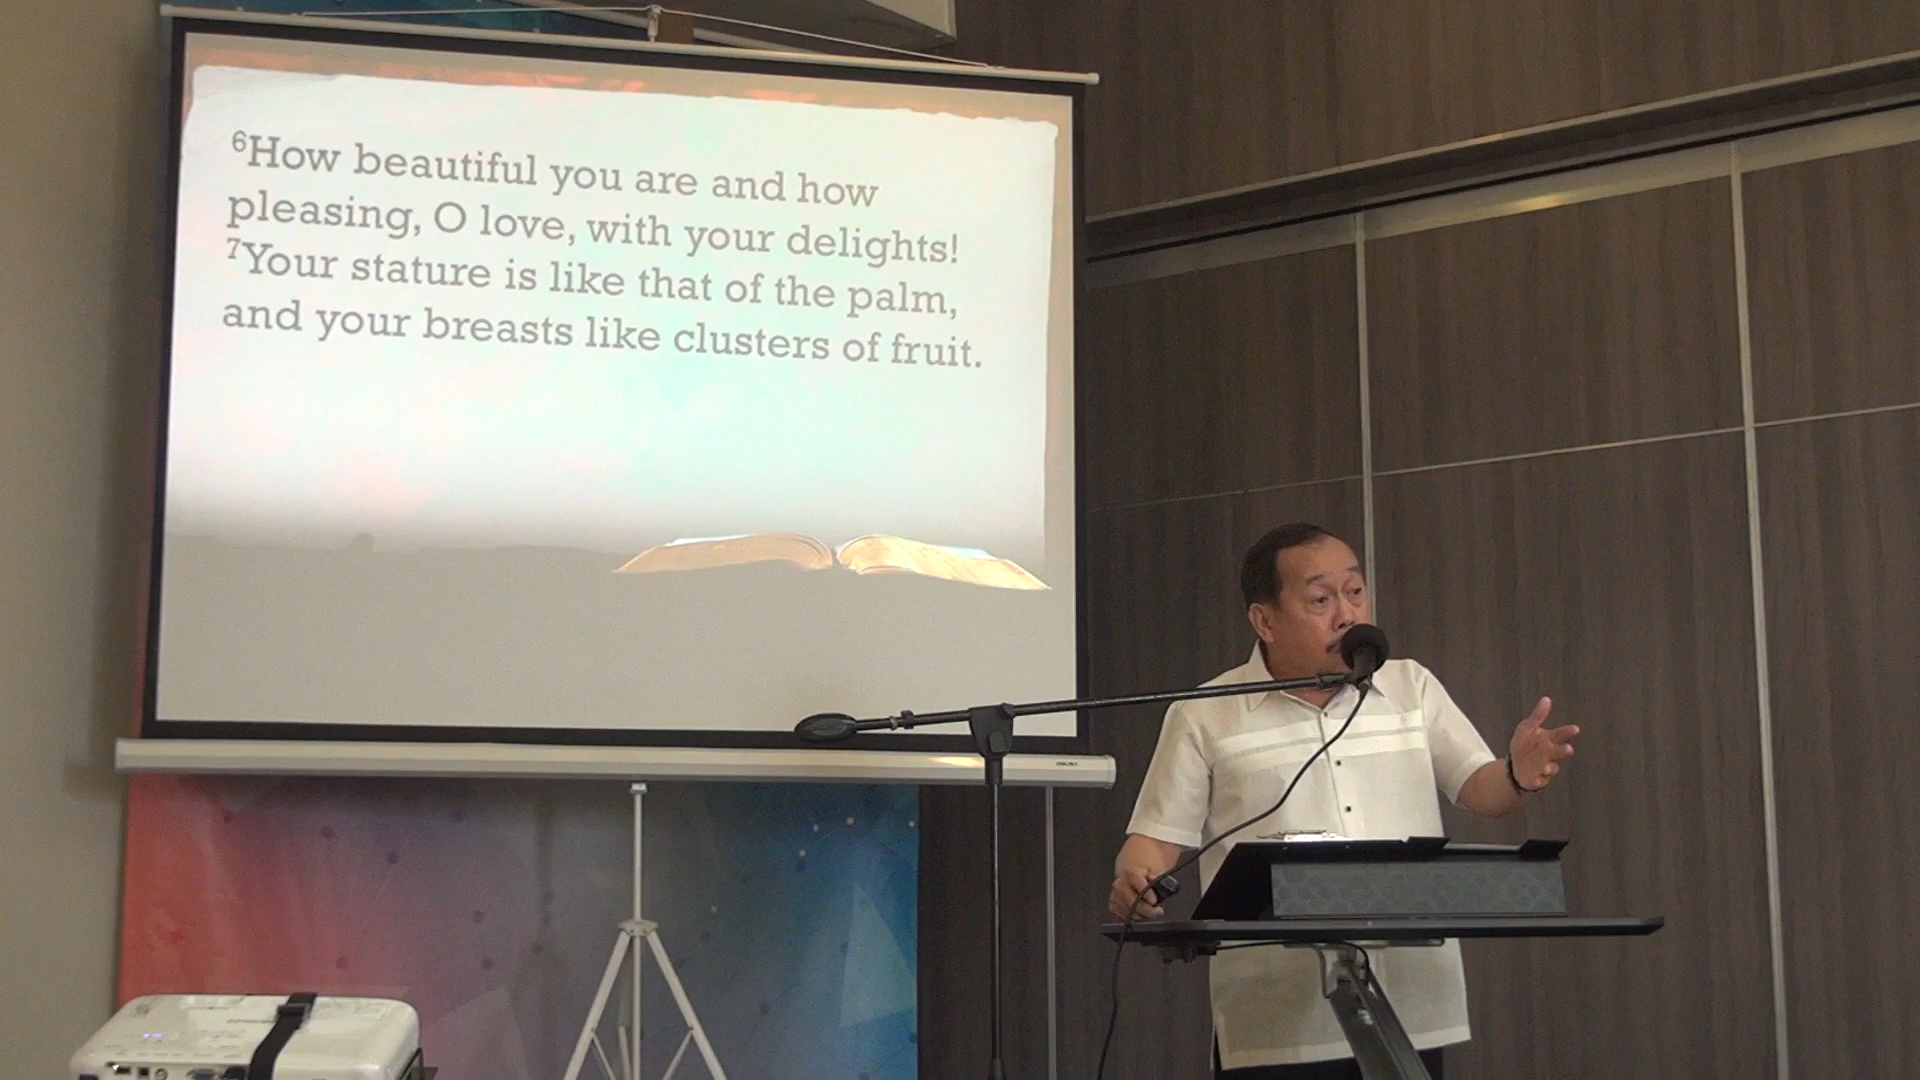 ⁶How beautiful you are and how
pleasing, O love, with your delights!
⁷Your stature is like that of the palm,
and your breasts like clusters of fruit.